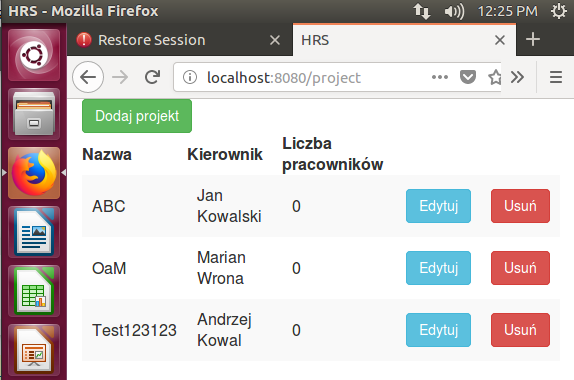 HRS - Mozilla Firefox
12:25 PM
Restore Session
HRS
localhost:8080/project
Dodaj projekt
Nazwa Kierownik Liczba pracowników
ABC Jan Kowalski 0 Edytuj Usuń
OaM Marian Wrona 0 Edytuj Usuń
Test123123 Andrzej Kowal 0 Edytuj Usuń